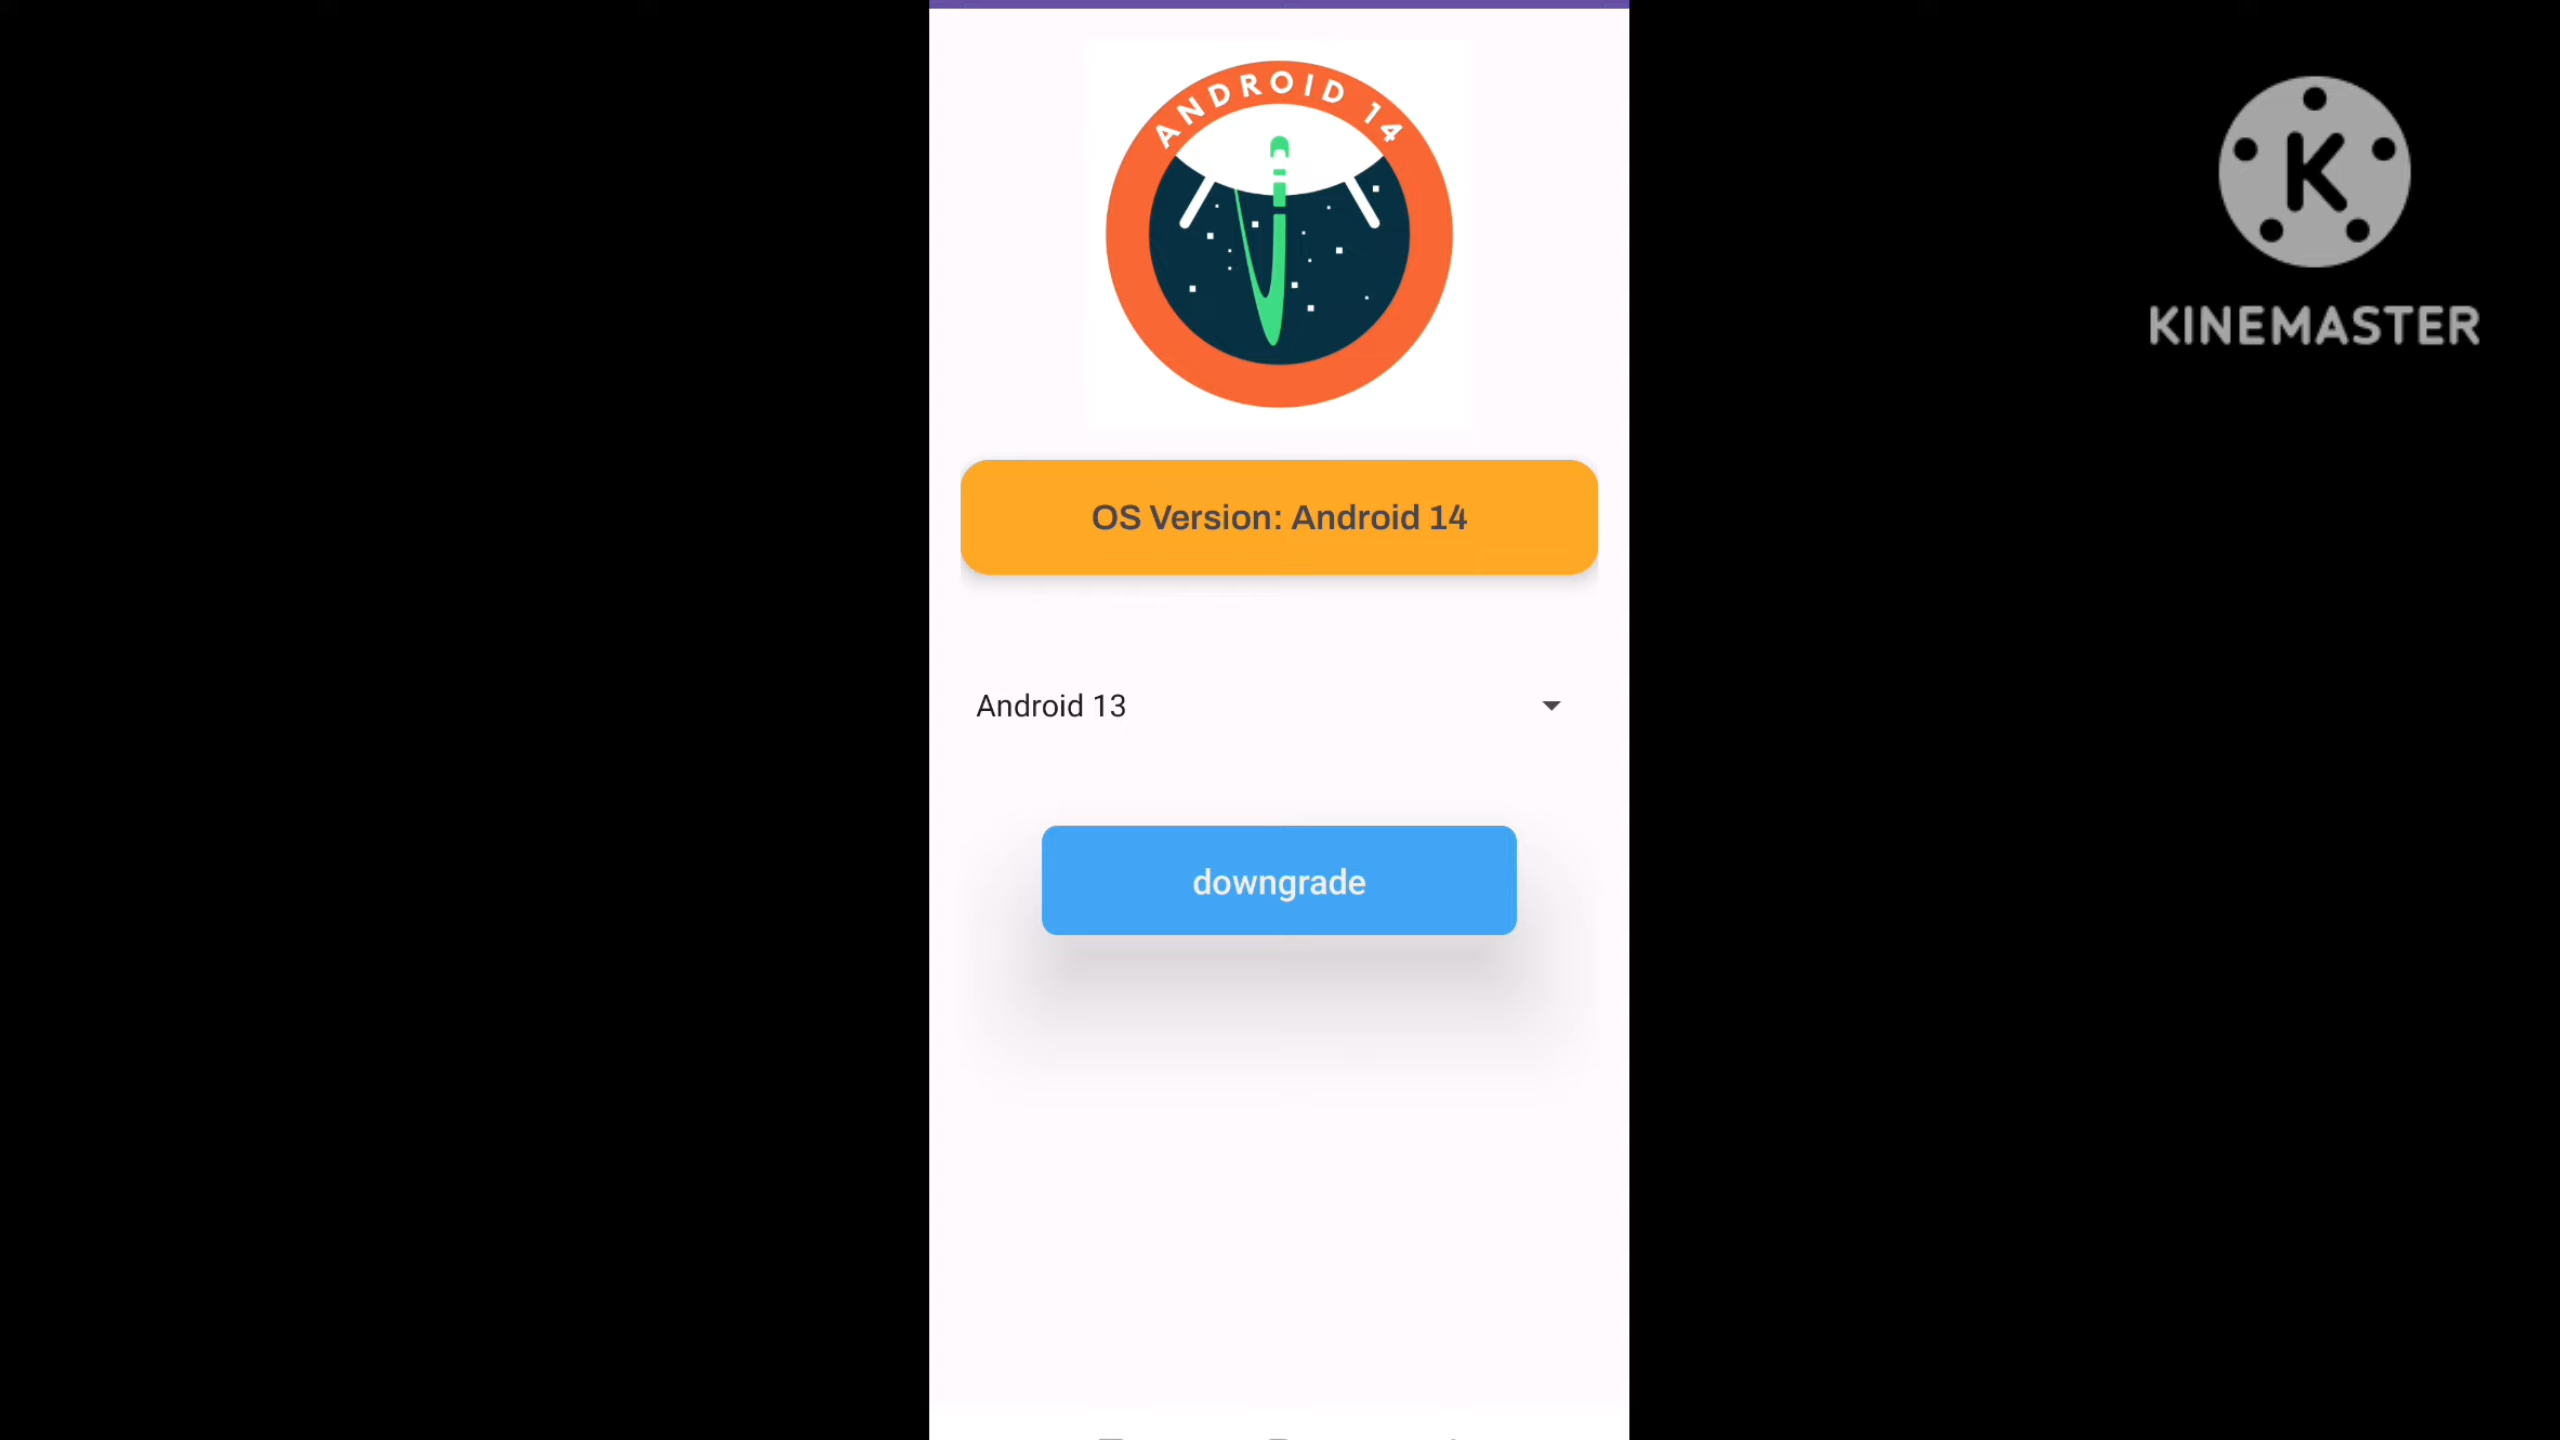 ANDROID 14
K
KINEMASTER
OS Version: Android 14
Android 13
downgrade